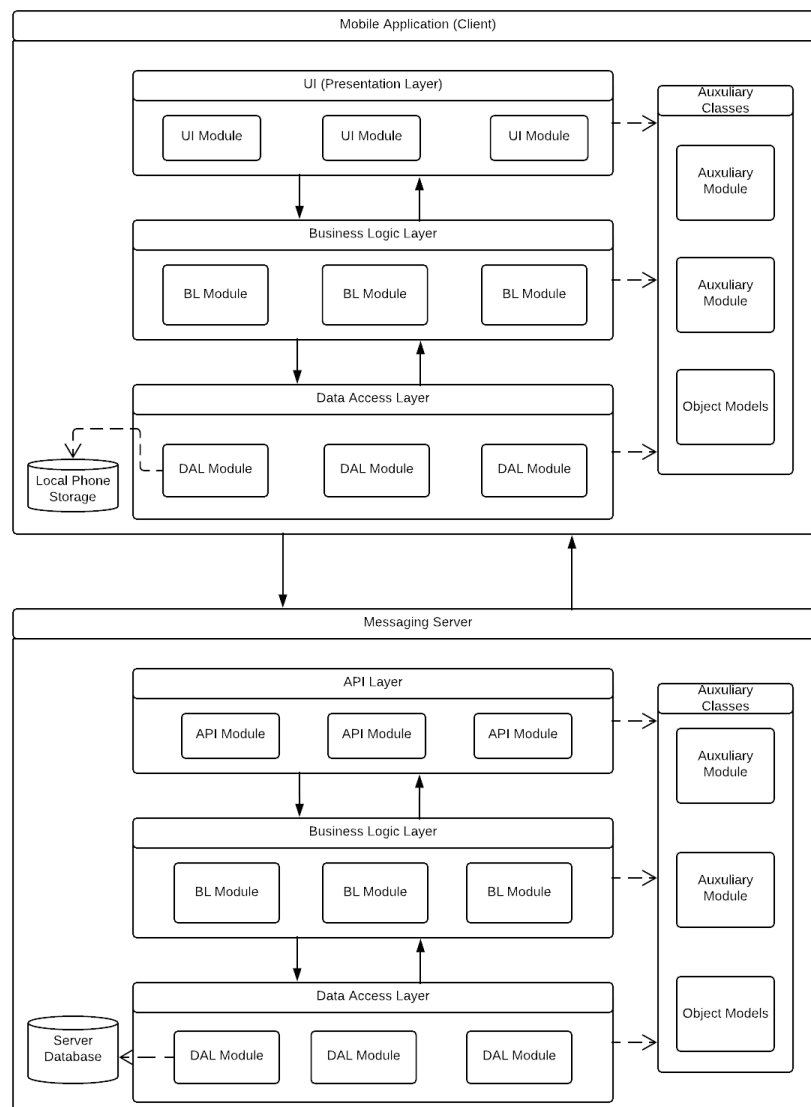 Mobile Application (Client)
UI (Presentation Layer)
UI Module
UI Module
UI Module
Auxuliary
Classes
Auxuliary
Module
Business Logic Layer
BL Module
BL Module
BL Module
Auxuliary
Module
Data Access Layer
DAL Module
DAL Module
DAL Module
Object Models
Local Phone
Storage
Messaging Server
API Layer
API Module
API Module
API Module
Auxuliary
Classes
Auxuliary
Module
Business Logic Layer
BL Module
BL Module
BL Module
Auxuliary
Module
Data Access Layer
DAL Module
DAL Module
DAL Module
Object Models
Server
Database